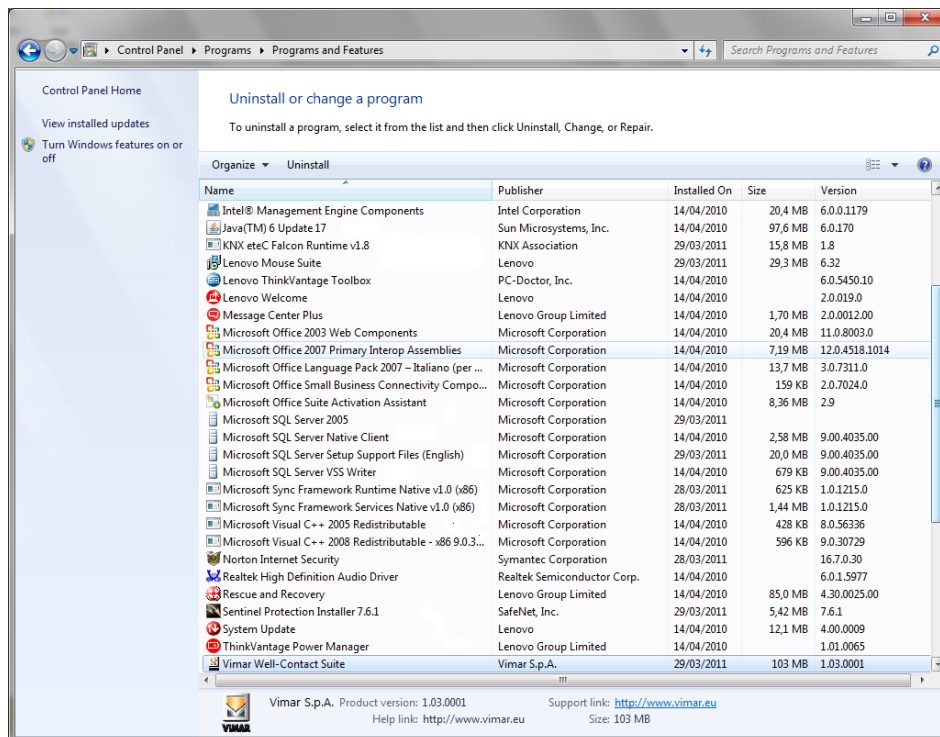 Control Panel ▸ Programs ▸ Programs and Features
Search Programs and Features
Control Panel Home
View installed updates
Turn Windows features on or
off
Uninstall or change a program
To uninstall a program, select it from the list and then click Uninstall, Change, or Repair.
Organize Uninstall
Name Publisher Installed On Size Version
Intel® Management Engine Components Intel Corporation 14/04/2010 20,4 MB 6.0.0.1179
Java(TM) 6 Update 17 Sun Microsystems, Inc. 14/04/2010 97,6 MB 6.0.170
KNX eteC Falcon Runtime v1.8 KNX Association 29/03/2011 15,8 MB 1.8
Lenovo Mouse Suite Lenovo 29/03/2011 29,3 MB 6.32
Lenovo ThinkVantage Toolbox PC-Doctor, Inc. 14/04/2010 6.0.5450.10
Lenovo Welcome Lenovo 14/04/2010 2.0.019.0
Message Center Plus Lenovo Group Limited 14/04/2010 1,70 MB 2.0.0012.00
Microsoft Office 2003 Web Components Microsoft Corporation 14/04/2010 20,4 MB 11.0.8003.0
Microsoft Office 2007 Primary Interop Assemblies Microsoft Corporation 14/04/2010 7,19 MB 12.0.4518.1014
Microsoft Office Language Pack 2007 – Italiano (per ... Microsoft Corporation 14/04/2010 13,7 MB 3.0.7311.0
Microsoft Office Small Business Connectivity Compo... Microsoft Corporation 14/04/2010 159 KB 2.0.7024.0
Microsoft Office Suite Activation Assistant Microsoft Corporation 14/04/2010 8,36 MB 2.9
Microsoft SQL Server 2005 Microsoft Corporation 29/03/2011
Microsoft SQL Server Native Client Microsoft Corporation 14/04/2010 2,58 MB 9.00.4035.00
Microsoft SQL Server Setup Support Files (English) Microsoft Corporation 29/03/2011 20,0 MB 9.00.4035.00
Microsoft SQL Server VSS Writer Microsoft Corporation 14/04/2010 679 KB 9.00.4035.00
Microsoft Sync Framework Runtime Native v1.0 (x86) Microsoft Corporation 28/03/2011 625 KB 1.0.1215.0
Microsoft Sync Framework Services Native v1.0 (x86) Microsoft Corporation 28/03/2011 1,44 MB 1.0.1215.0
Microsoft Visual C++ 2005 Redistributable Microsoft Corporation 14/04/2010 428 KB 8.0.56336
Microsoft Visual C++ 2008 Redistributable - x86 9.0.3... Microsoft Corporation 14/04/2010 596 KB 9.0.30729
Norton Internet Security Symantec Corporation 28/03/2011 16.7.0.30
Realtek High Definition Audio Driver Realtek Semiconductor Corp. 14/04/2010 6.0.1.5977
Rescue and Recovery Lenovo Group Limited 14/04/2010 85,0 MB 4.30.0025.00
Sentinel Protection Installer 7.6.1 SafeNet, Inc. 29/03/2011 5,42 MB 7.6.1
System Update Lenovo 14/04/2010 12,1 MB 4.00.0009
ThinkVantage Power Manager Lenovo Group Limited 14/04/2010 1.01.0065
Vimar Well-Contact Suite Vimar S.p.A. 29/03/2011 103 MB 1.03.0001
Vimar S.p.A. Product version: 1.03.0001 Support link: http://www.vimar.eu
Help link: http://www.vimar.eu Size: 103 MB
VIMAR